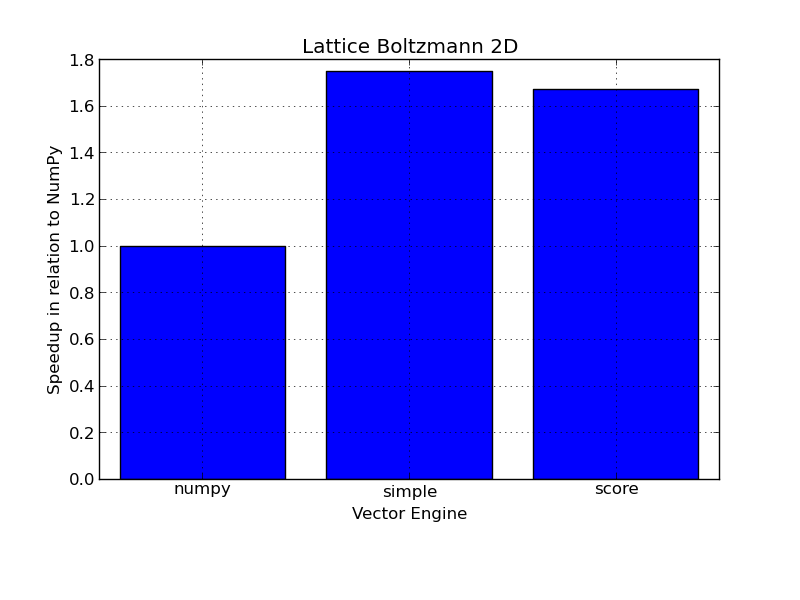 Lattice Boltzmann 2D
1.8
1.6
1.4
1.2
1.0
0.8
0.6
0.4
0.2
0.0
Speedup in relation to NumPy
numpy
simple
score
Vector Engine